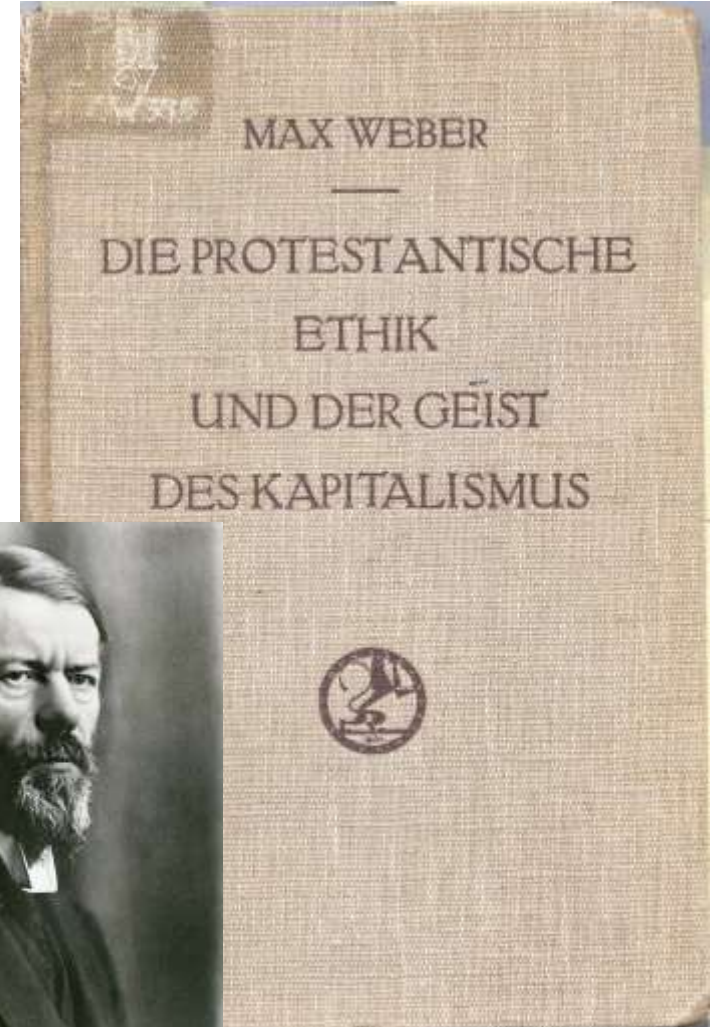 MAX WEBER
DIE PROTESTANTISCHE
ETHIK
UND DER GEIST
DES KAPITALISMUS